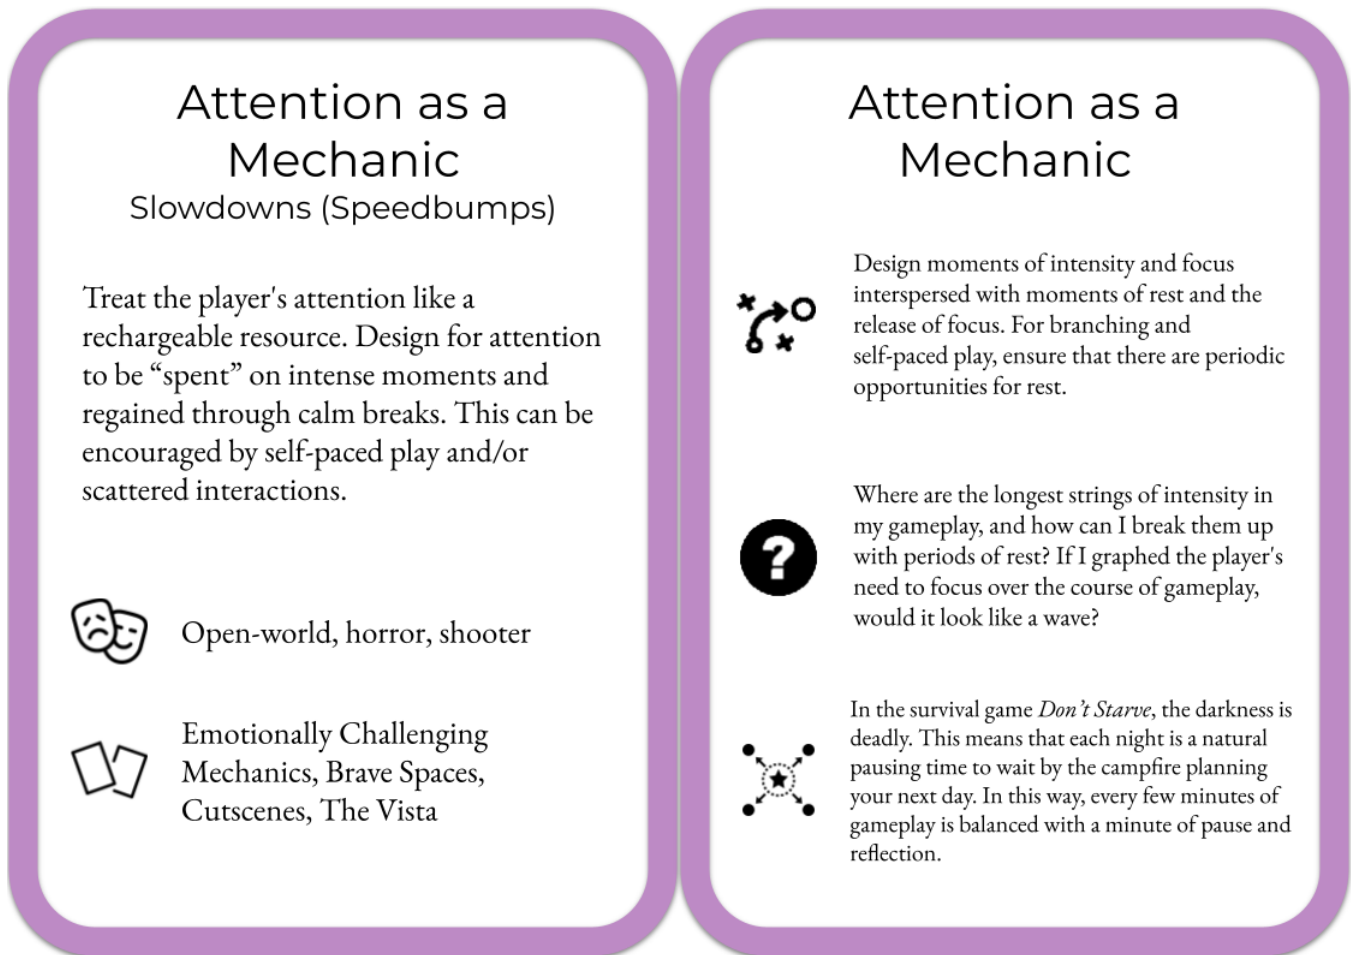 Attention as a
Mechanic
Slowdowns (Speedbumps)
Treat the player's attention like a
rechargeable resource. Design for attention
to be “spent” on intense moments and
regained through calm breaks. This can be
encouraged by self-paced play and/or
scattered interactions.
Open-world, horror, shooter
Emotionally Challenging
Mechanics, Brave Spaces,
Cutscenes, The Vista
Attention as a
Mechanic
Design moments of intensity and focus
interspersed with moments of rest and the
release of focus. For branching and
self-paced play, ensure that there are periodic
opportunities for rest.
?
Where are the longest strings of intensity in
my gameplay, and how can I break them up
with periods of rest? If I graphed the player's
need to focus over the course of gameplay,
would it look like a wave?
In the survival game Don’t Starve, the darkness is
deadly. This means that each night is a natural
pausing time to wait by the campfire planning
your next day. In this way, every few minutes of
gameplay is balanced with a minute of pause and
reflection.